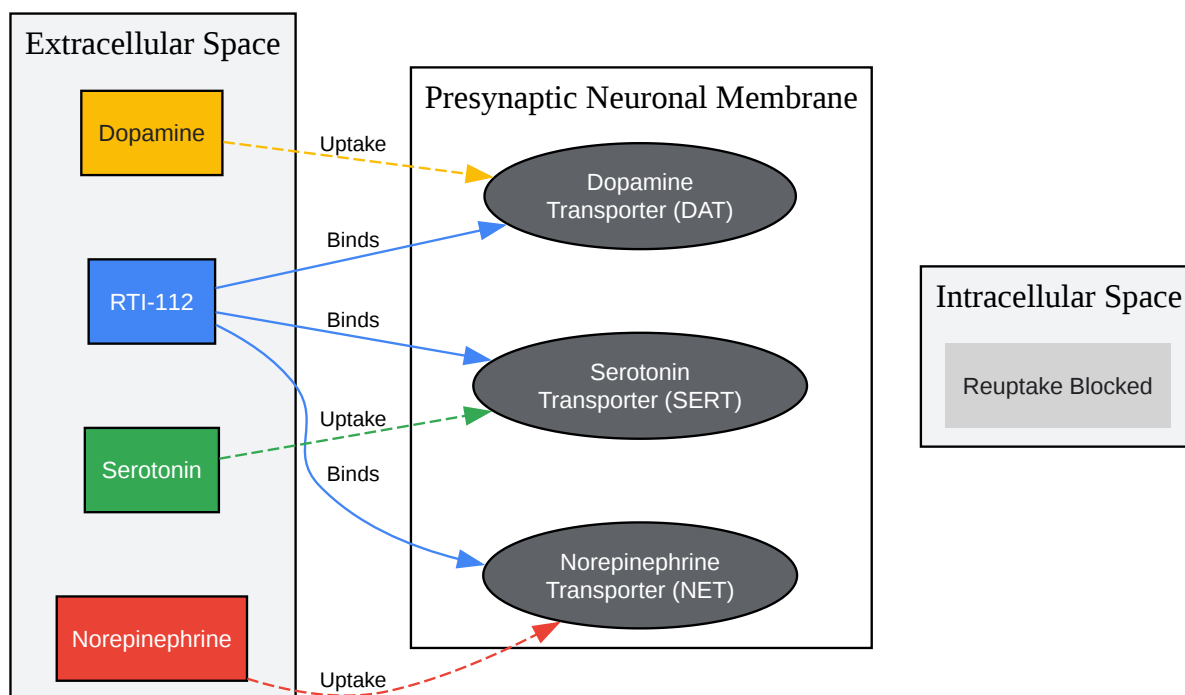 Extracellular Space
Dopamine
RTI-112
Serotonin
Norepinephrine
Uptake
Binds
Binds
Uptake
Binds
Uptake
Presynaptic Neuronal Membrane
Dopamine
Transporter (DAT)
Serotonin
Transporter (SERT)
Norepinephrine
Transporter (NET)
Intracellular Space
Reuptake Blocked